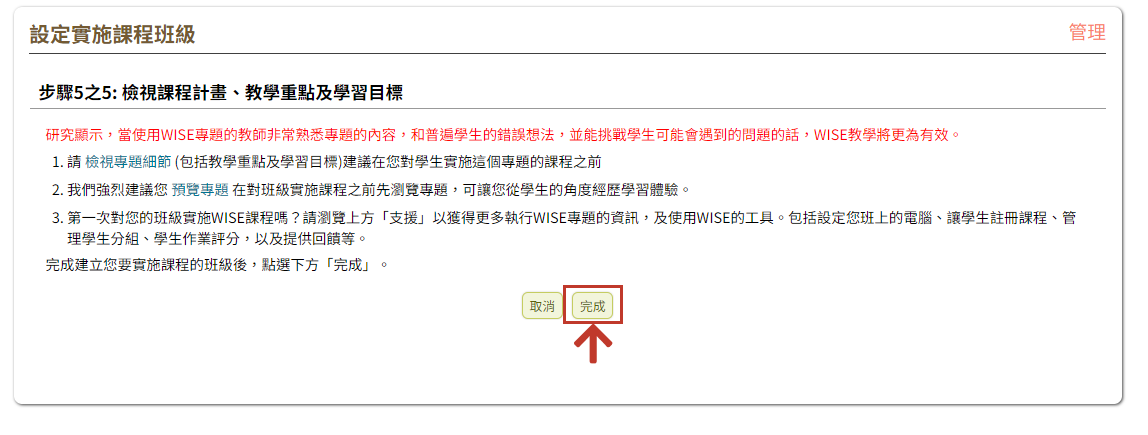 設定實施課程班級
管理
步驟5之5: 檢視課程計畫、教學重點及學習目標
研究顯示，當使用WISE專題的教師非常熟悉專題的內容，和普遍學生的錯誤想法，並能挑戰學生可能會遇到的問題的話，WISE教學將更為有效。
1. 請 檢視專題細節 (包括教學重點及學習目標)建議在您對學生實施這個專題的課程之前
2. 我們強烈建議您 預覽專題 在對班級實施課程之前先瀏覽專題，可讓您從學生的角度經歷學習體驗。
3. 第一次對您的班級實施WISE課程嗎？請瀏覽上方「支援」以獲得更多執行WISE專題的資訊，及使用WISE的工具。包括設定您班上的電腦、讓學生註冊課程、管
理學生分組、學生作業評分，以及提供回饋等。
完成建立您要實施課程的班級後，點選下方「完成」。
取消
完成